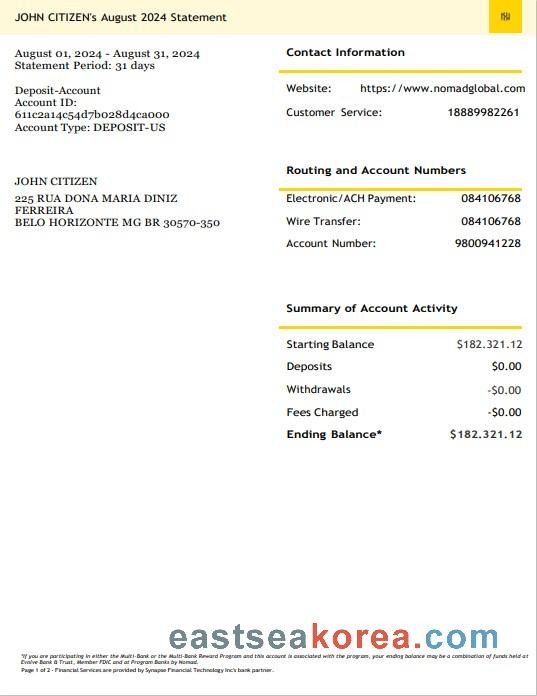 JOHN CITIZEN's August 2024 Statement
August 01, 2024 - August 31, 2024
Statement Period: 31 days
Deposit-Account
Account ID:
611c2a14c54d7b028d4ca000
Account Type: DEPOSIT-US
JOHN CITIZEN
225 RUA DONA MARIA DINIZ
FERREIRA
BELO HORIZONTE MG BR 30570-350
Contact Information
Website: https://www.nomadglobal.com
Customer Service: 18889982261
Routing and Account Numbers
Electronic/ACH Payment: 084106768
Wire Transfer: 084106768
Account Number: 9800941228
Summary of Account Activity
Starting Balance $182.321.12
Deposits $0.00
Withdrawals -$0.00
Fees Charged -$0.00
Ending Balance* $182.321.12
eastseakorea.com
*If you are participating in either the Multi-Bank or the Multi-Bank Reward Program and this account is associated with the program, your ending balance may be a combination of funds held at
Evolve Bank & Trust, Member FDIC and at Program Banks by Nomad.
Page 1 of 2 - Financial Services are provided by Synapse Financial Technology Inc's bank partner.